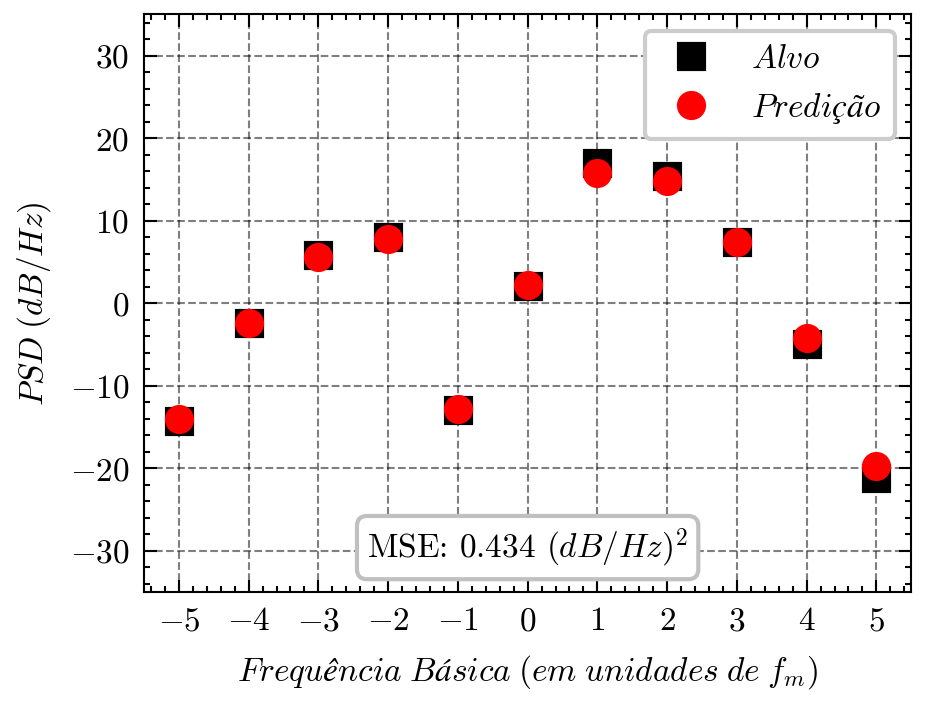 30
20
10
0
−10
−20
−30
PSD (dB/Hz)
Alvo
Predição
MSE: 0.434 (dB/Hz)²
−5 −4 −3 −2 −1 0 1 2 3 4 5
Frequência Básica (em unidades de fₘ)